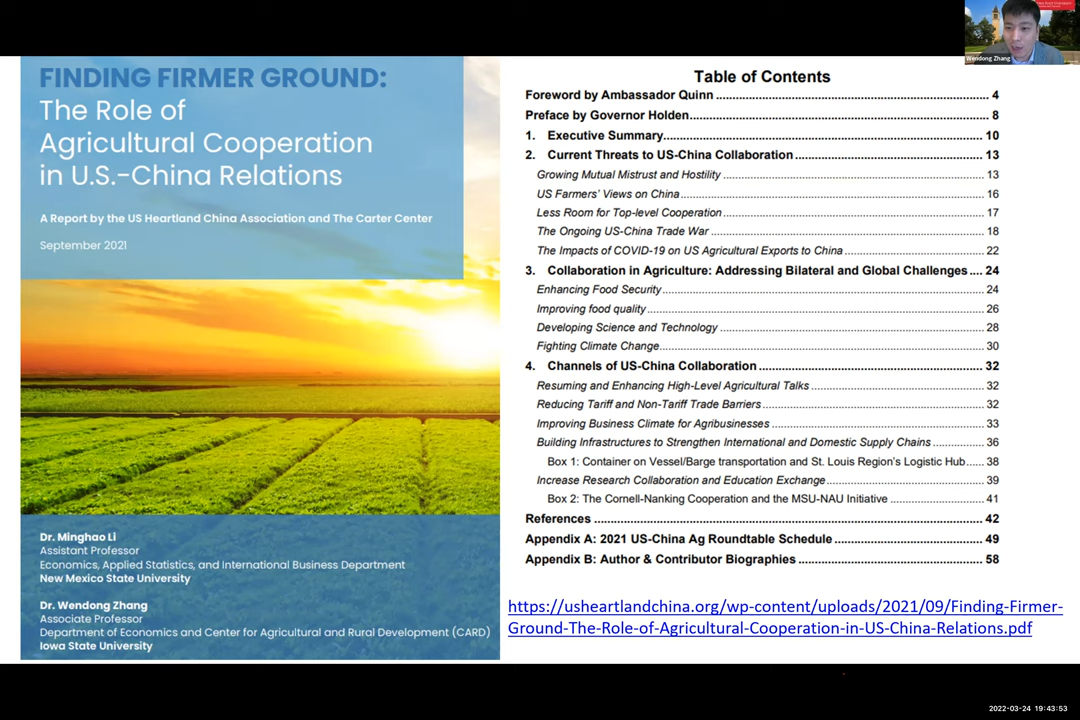 Wendong Zhang
FINDING FIRMER GROUND:
The Role of
Agricultural Cooperation
in U.S.-China Relations
A Report by the US Heartland China Association and The Carter Center
September 2021
Dr. Minghao Li
Assistant Professor
Economics, Applied Statistics, and International Business Department
New Mexico State University
Dr. Wendong Zhang
Associate Professor
Department of Economics and Center for Agricultural and Rural Development (CARD)
Iowa State University
Table of Contents
Foreword by Ambassador Quinn ........ 4
Preface by Governor Holden ........ 8
1. Executive Summary ........ 10
2. Current Threats to US-China Collaboration ........ 13
Growing Mutual Mistrust and Hostility ........ 13
US Farmers' Views on China ........ 16
Less Room for Top-level Cooperation ........ 17
The Ongoing US-China Trade War ........ 18
The Impacts of COVID-19 on US Agricultural Exports to China ........ 22
3. Collaboration in Agriculture: Addressing Bilateral and Global Challenges .... 24
Enhancing Food Security ........ 24
Improving food quality ........ 26
Developing Science and Technology ........ 28
Fighting Climate Change ........ 30
4. Channels of US-China Collaboration ........ 32
Resuming and Enhancing High-Level Agricultural Talks ........ 32
Reducing Tariff and Non-Tariff Trade Barriers ........ 32
Improving Business Climate for Agribusinesses ........ 33
Building Infrastructures to Strengthen International and Domestic Supply Chains ........ 36
Box 1: Container on Vessel/Barge transportation and St. Louis Region's Logistic Hub ...... 38
Increase Research Collaboration and Education Exchange ........ 39
Box 2: The Cornell-Nanking Cooperation and the MSU-NAU Initiative ........ 41
References ........ 42
Appendix A: 2021 US-China Ag Roundtable Schedule ........ 49
Appendix B: Author & Contributor Biographies ........ 58
https://usheartlandchina.org/wp-content/uploads/2021/09/Finding-Firmer-
Ground-The-Role-of-Agricultural-Cooperation-in-US-China-Relations.pdf
2022-03-24 19:43:53